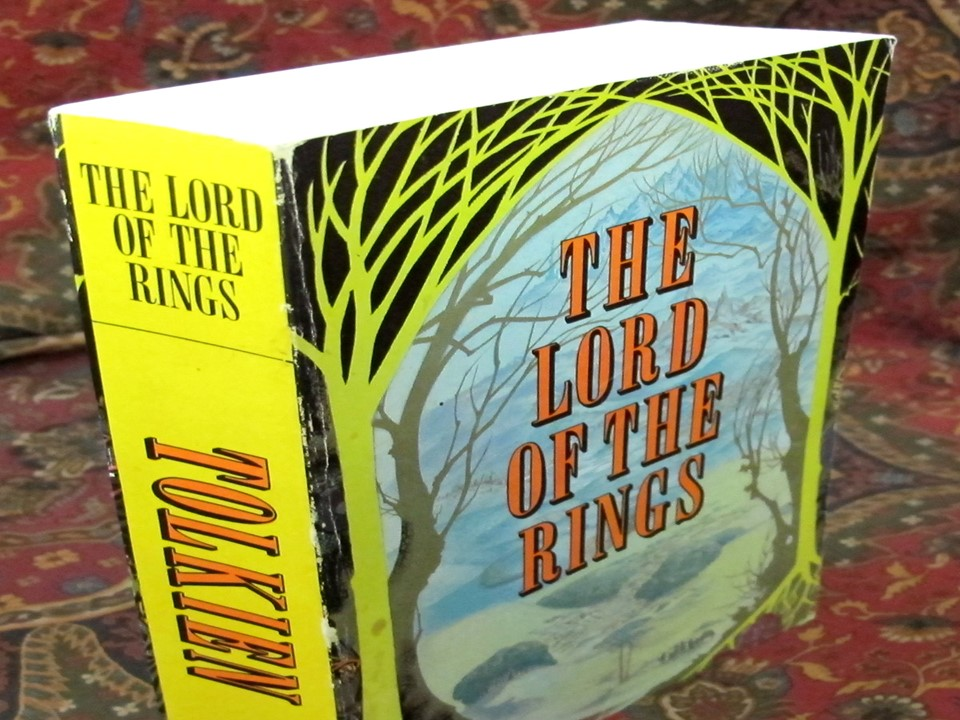 THE LORD
OF THE
RINGS
TOLKIEN
THE
LORD
OF THE
RINGS